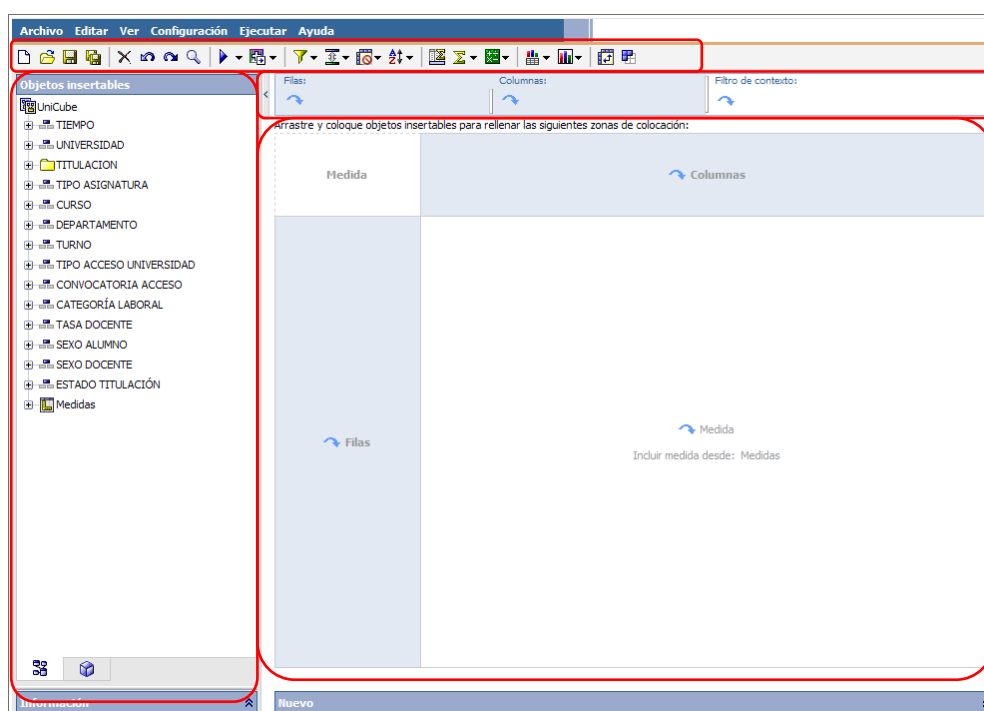 Archivo Editar Ver Configuración Ejecutar Ayuda
Objetos insertables
UniCube
TIEMPO
UNIVERSIDAD
TITULACION
TIPO ASIGNATURA
CURSO
DEPARTAMENTO
TURNO
TIPO ACCESO UNIVERSIDAD
CONVOCATORIA ACCESO
CATEGORÍA LABORAL
TASA DOCENTE
SEXO ALUMNO
SEXO DOCENTE
ESTADO TITULACIÓN
Medidas
Información
Filas: Columnas: Filtro de contexto:
Arrastre y coloque objetos insertables para rellenar las siguientes zonas de colocación:
Medida Columnas
Filas
Medida
Incluir medida desde: Medidas
Nuevo